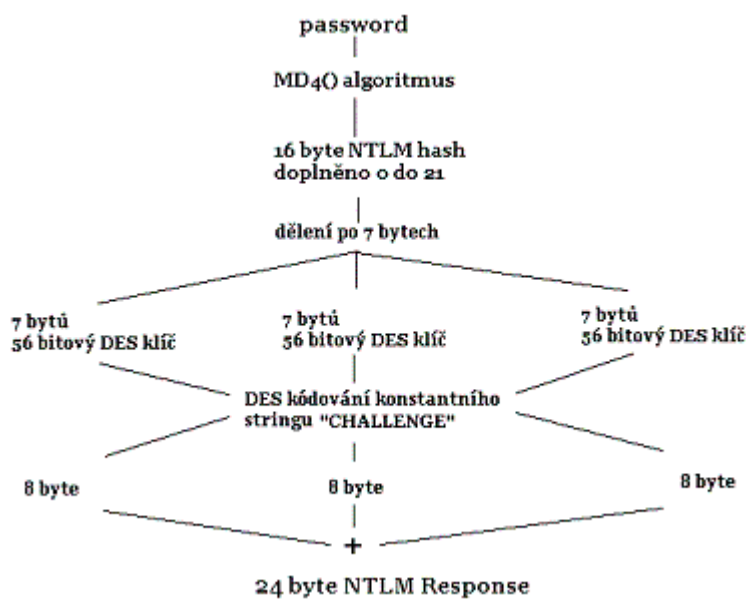 password
MD4() algoritmus
16 byte NTLM hash
doplněno 0 do 21
dělení po 7 bytech
7 bytů
56 bitový DES klíč
7 bytů
56 bitový DES klíč
7 bytů
56 bitový DES klíč
DES kódování konstantního
stringu "CHALLENGE"
8 byte
8 byte
8 byte
+
24 byte NTLM Response